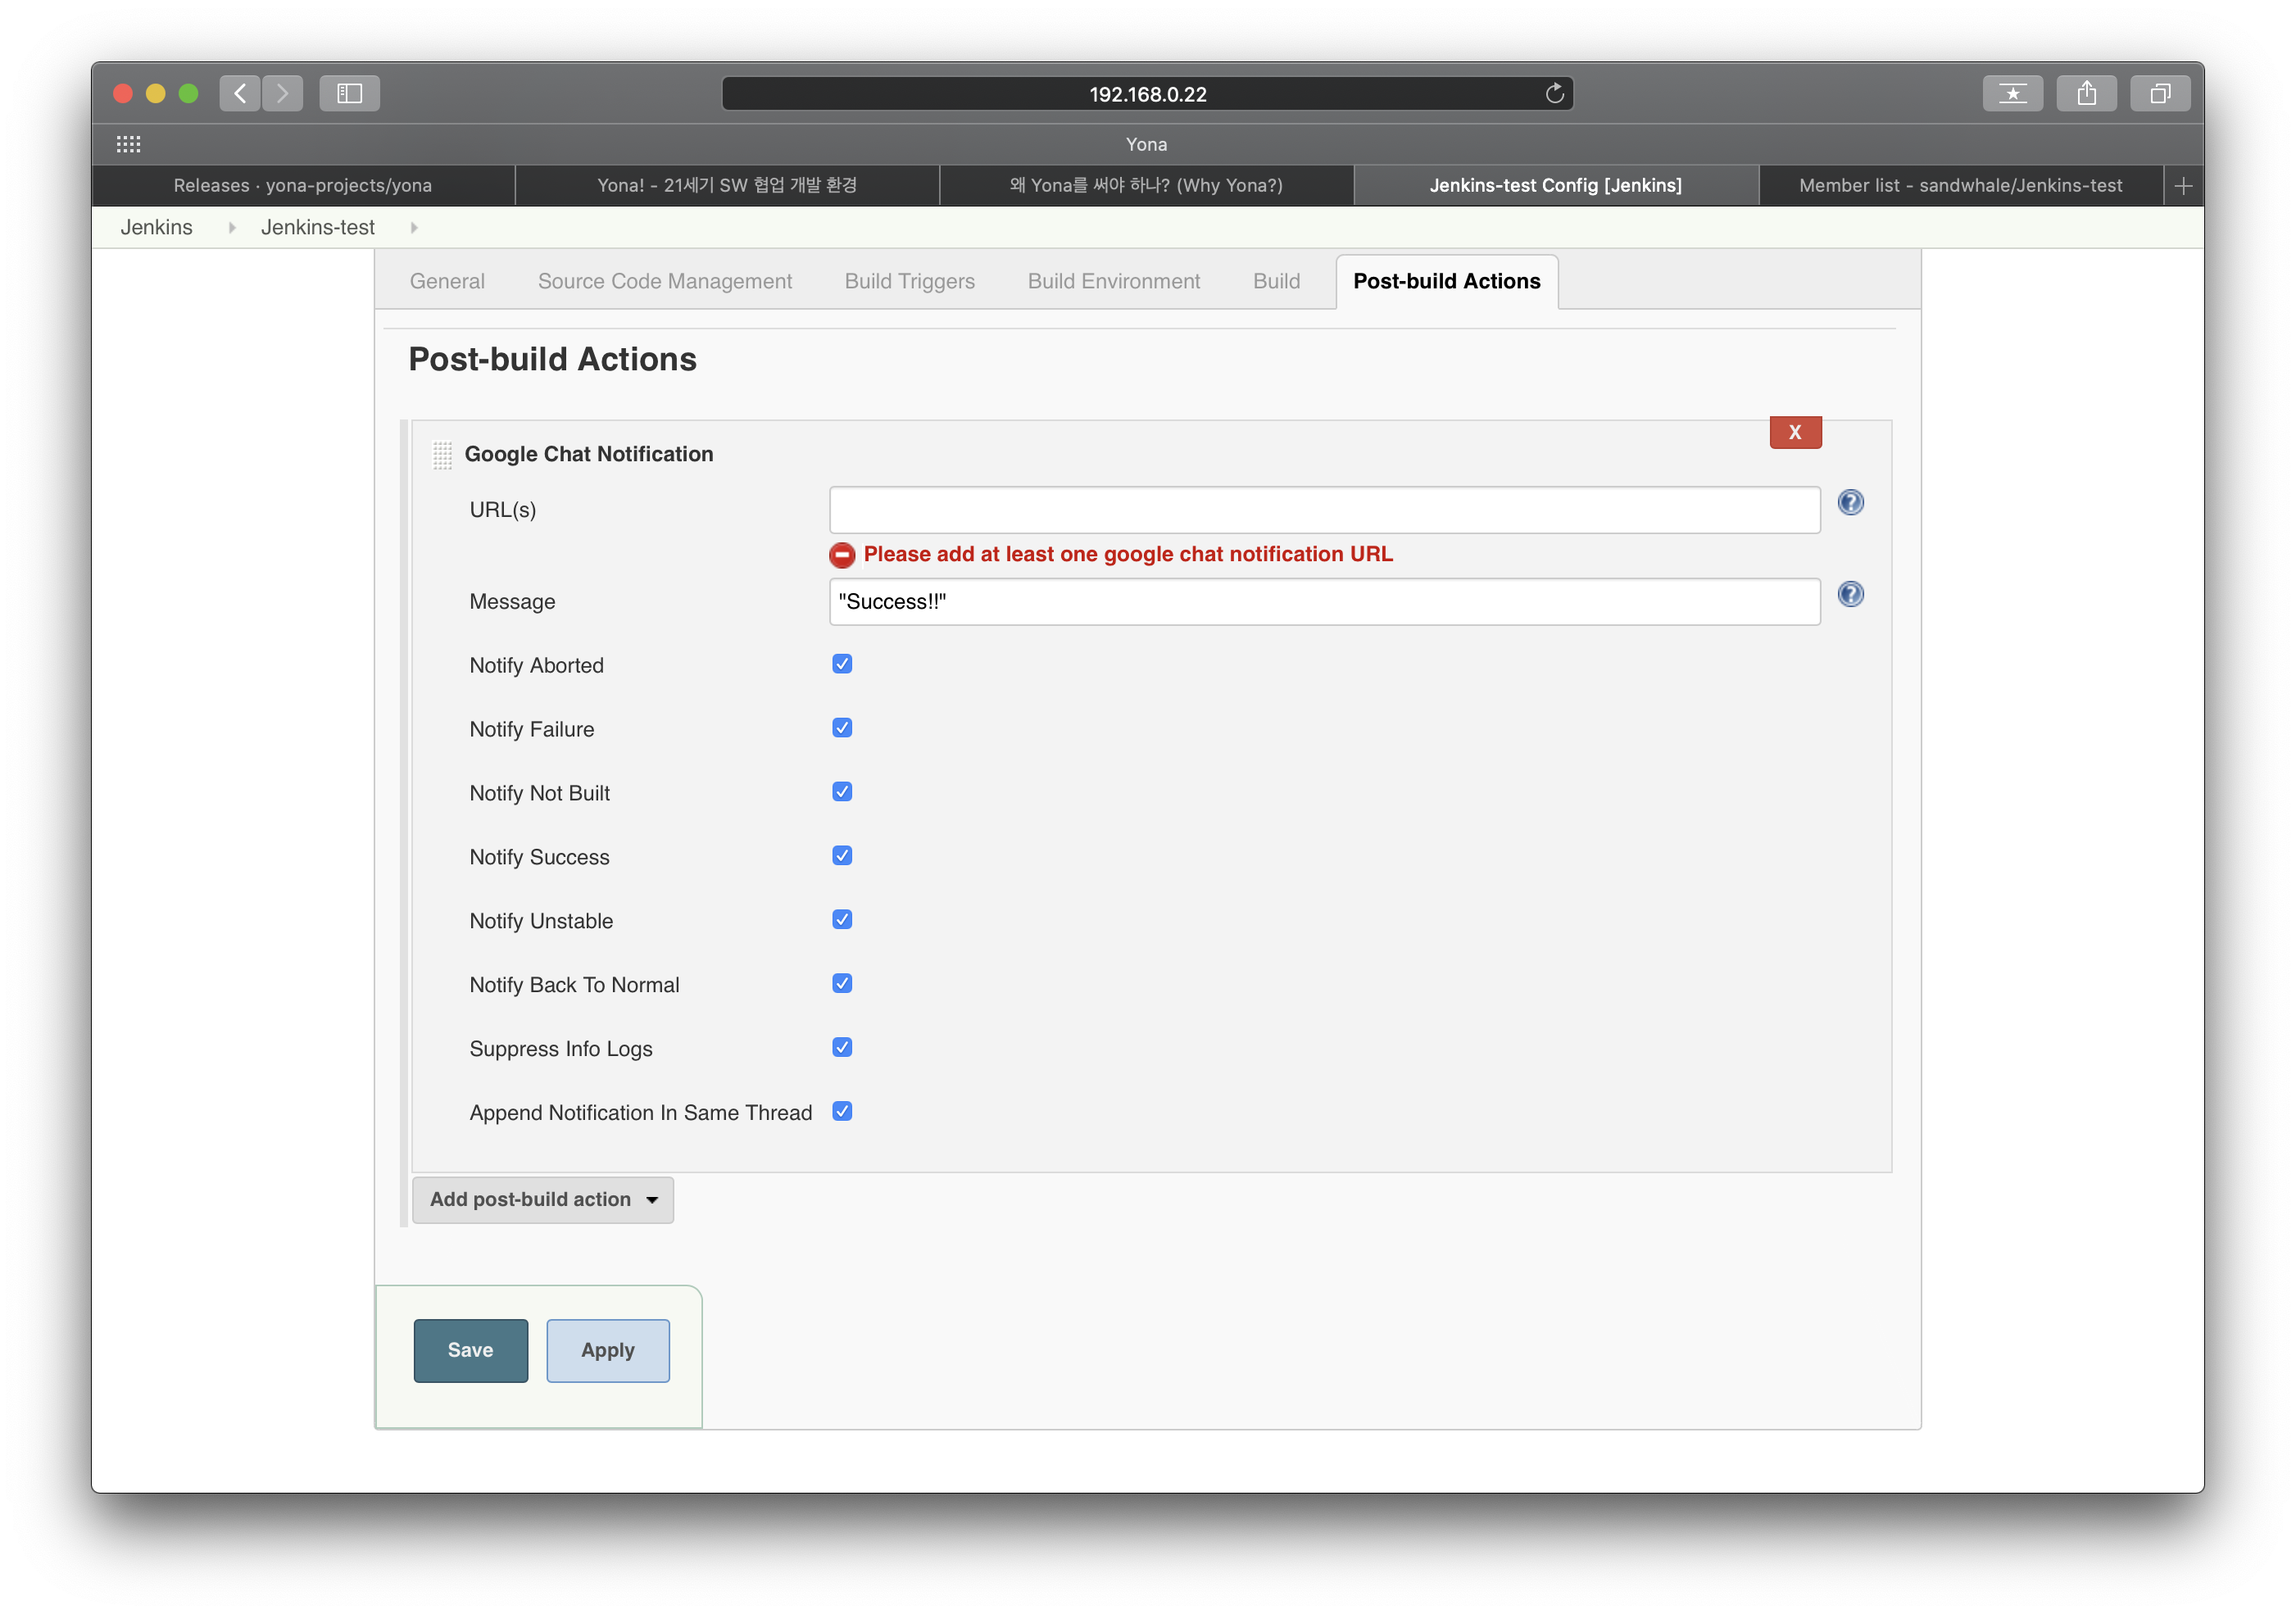 192.168.0.22
Yona
Releases · yona-projects/yona
Yona! - 21세기 SW 협업 개발 환경
왜 Yona를 써야 하나? (Why Yona?)
Jenkins-test Config [Jenkins]
Member list - sandwhale/Jenkins-test
Jenkins
Jenkins-test
General
Source Code Management
Build Triggers
Build Environment
Build
Post-build Actions
Post-build Actions
X
Google Chat Notification
URL(s)
Please add at least one google chat notification URL
Message
"Success!!"
Notify Aborted
Notify Failure
Notify Not Built
Notify Success
Notify Unstable
Notify Back To Normal
Suppress Info Logs
Append Notification In Same Thread
Add post-build action
Save
Apply